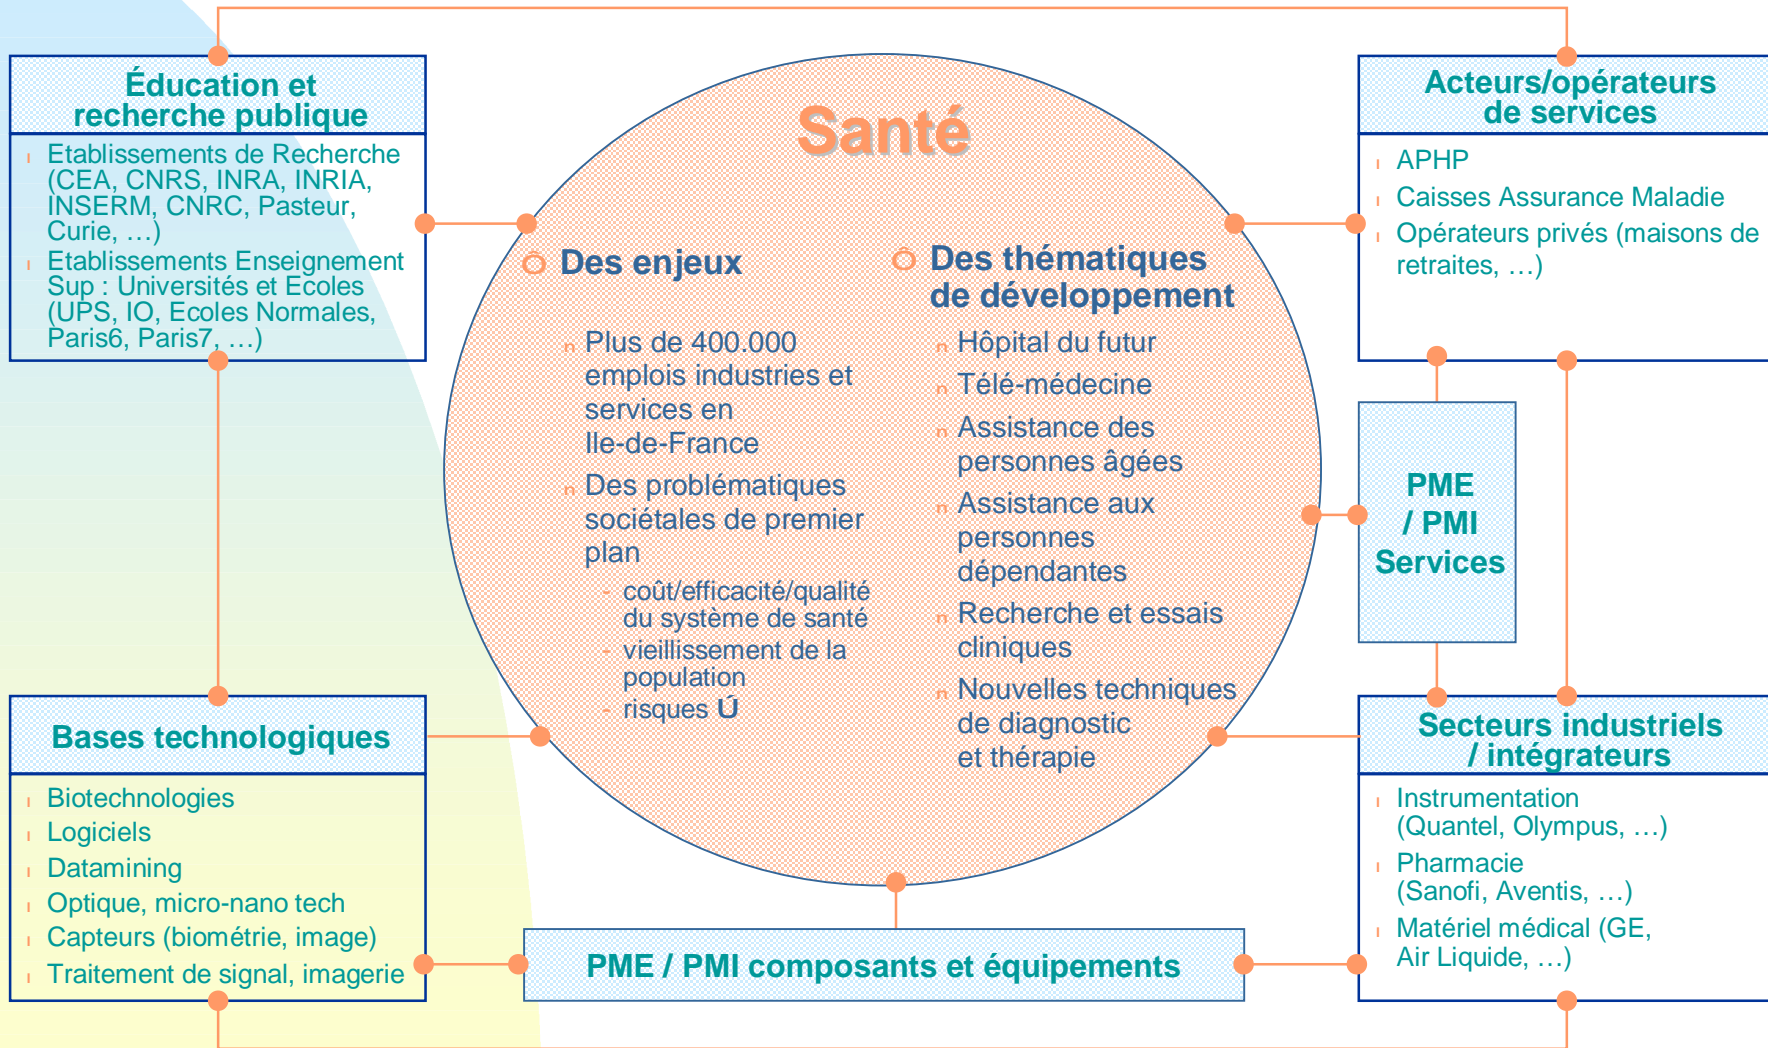 Éducation et
recherche publique
Etablissements de Recherche
(CEA, CNRS, INRA, INRIA,
INSERM, CNRC, Pasteur,
Curie, …)
Etablissements Enseignement
Sup : Universités et Ecoles
(UPS, IO, Ecoles Normales,
Paris6, Paris7, …)
Santé
Ô Des enjeux
n Plus de 400.000
emplois industries et
services en
Ile-de-France
n Des problématiques
sociétales de premier
plan
- coût/efficacité/qualité
du système de santé
- vieillissement de la
population
- risques Ú
Ô Des thématiques
de développement
n Hôpital du futur
n Télé-médecine
n Assistance des
personnes âgées
n Assistance aux
personnes
dépendantes
n Recherche et essais
cliniques
n Nouvelles techniques
de diagnostic
et thérapie
Acteurs/opérateurs
de services
l APHP
l Caisses Assurance Maladie
l Opérateurs privés (maisons de
retraites, …)
PME
/ PMI
Services
Bases technologiques
l Biotechnologies
l Logiciels
l Datamining
l Optique, micro-nano tech
l Capteurs (biométrie, image)
l Traitement de signal, imagerie
PME / PMI composants et équipements
Secteurs industriels
/ intégrateurs
l Instrumentation
(Quantel, Olympus, …)
l Pharmacie
(Sanofi, Aventis, …)
l Matériel médical (GE,
Air Liquide, …)